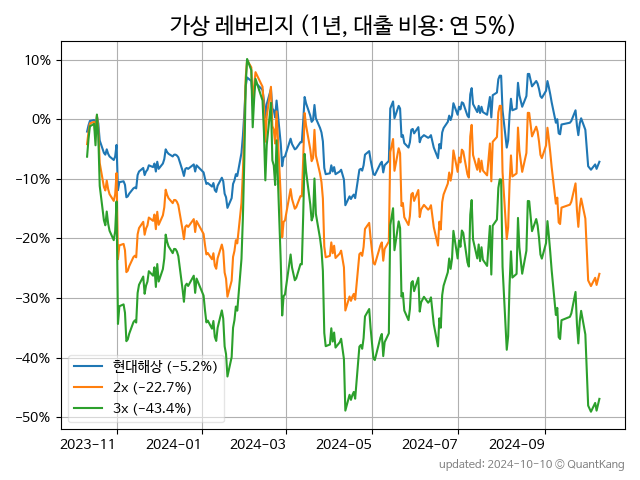 가상 레버리지 (1년, 대출 비용: 연 5%)
10%
0%
−10%
−20%
−30%
−40%
−50%
현대해상 (−5.2%)
2x (−22.7%)
3x (−43.4%)
2023-11
2024-01
2024-03
2024-05
2024-07
2024-09
updated: 2024-10-10 © QuantKang